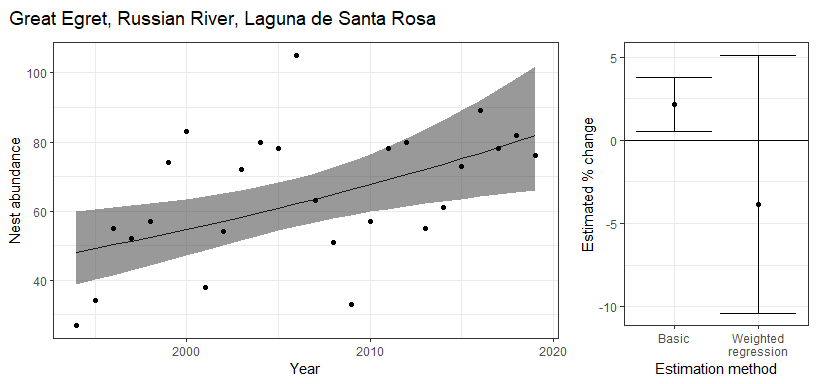 Great Egret, Russian River, Laguna de Santa Rosa
Nest abundance
100
80
60
40
2000
2010
2020
Year
Estimated % change
5
0
-5
-10
Basic
Weighted
regression
Estimation method